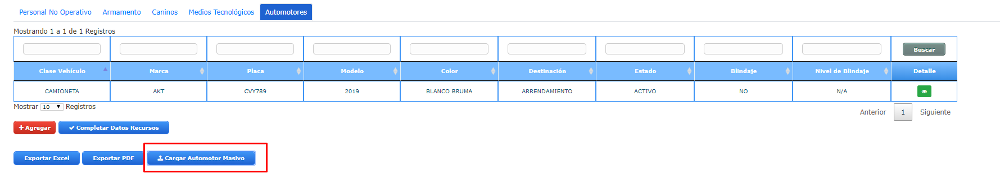 Personal No Operativo Armamento Caninos Medios Tecnológicos Automotores
Mostrando 1 a 1 de 1 Registros
Buscar
Clase Vehículo Marca Placa Modelo Color Destinación Estado Blindaje Nivel de Blindaje Detalle
CAMIONETA AKT CVY789 2019 BLANCO BRUMA ARRENDAMIENTO ACTIVO NO N/A
Mostrar 10 Registros
Anterior 1 Siguiente
Agregar Completar Datos Recursos
Exportar Excel Exportar PDF Cargar Automotor Masivo